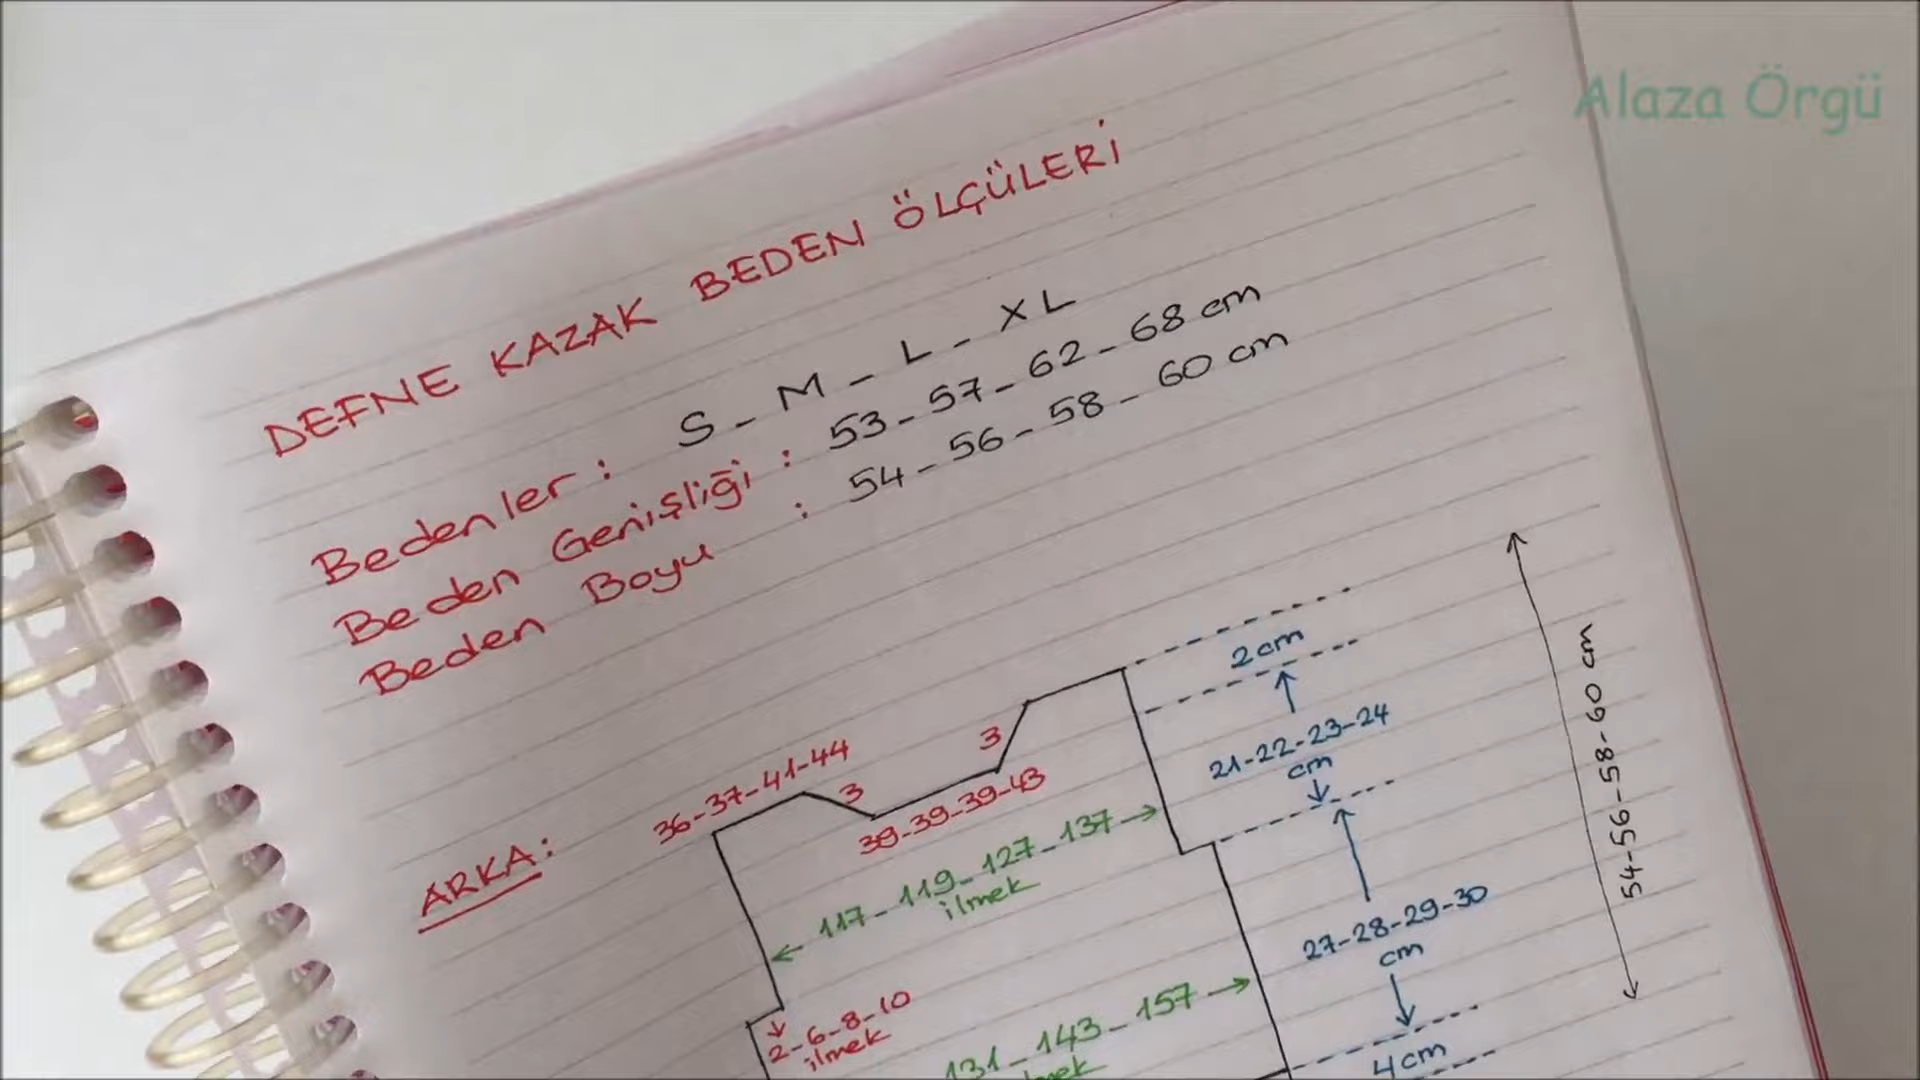 Alaza Örgü
DEFNE KAZAK BEDEN ÖLÇÜLERİ
Bedenler : S - M - L - XL
Beden Genişliği : 53-57-62-68 cm
Beden Boyu : 54-56-58-60 cm
ARKA:
36-37-41-44
3
39-39-39-43
3
117-119-127-137
ilmek
2-6-8-10
ilmek
131-143-157
2cm
21-22-23-24
cm
27-28-29-30
cm
4cm
54-56-58-60 cm